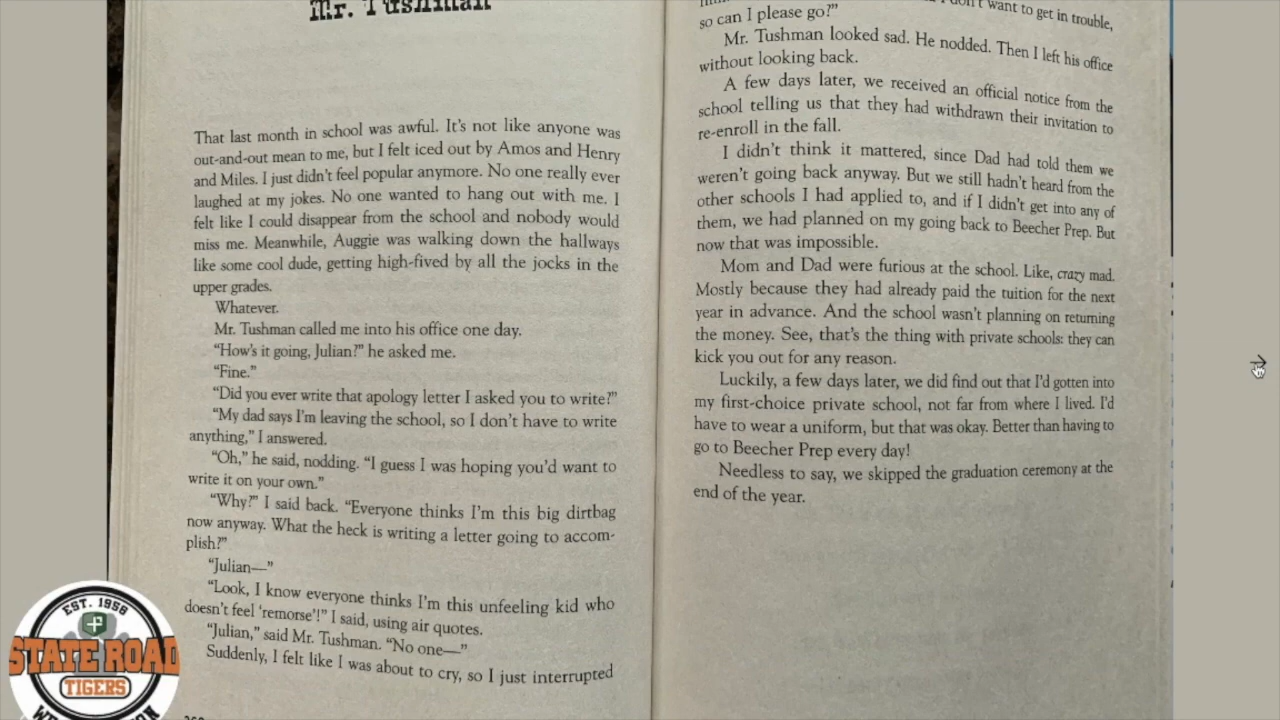 Mr. Tushman
That last month in school was awful. It's not like anyone was
out-and-out mean to me, but I felt iced out by Amos and Henry
and Miles. I just didn't feel popular anymore. No one really ever
laughed at my jokes. No one wanted to hang out with me. I
felt like I could disappear from the school and nobody would
miss me. Meanwhile, Auggie was walking down the hallways
like some cool dude, getting high-fived by all the jocks in the
upper grades.
Whatever.
Mr. Tushman called me into his office one day.
“How's it going, Julian?” he asked me.
“Fine.”
“Did you ever write that apology letter I asked you to write?”
“My dad says I'm leaving the school, so I don't have to write
anything,” I answered.
“Oh,” he said, nodding. “I guess I was hoping you'd want to
write it on your own.”
“Why?” I said back. “Everyone thinks I'm this big dirtbag
now anyway. What the heck is writing a letter going to accom-
plish?”
“Julian—”
“Look, I know everyone thinks I'm this unfeeling kid who
doesn't feel ‘remorse’!” I said, using air quotes.
“Julian,” said Mr. Tushman. “No one—”
Suddenly, I felt like I was about to cry, so I just interrupted
I don't want to get in trouble,
so can I please go?”
Mr. Tushman looked sad. He nodded. Then I left his office
without looking back.
A few days later, we received an official notice from the
school telling us that they had withdrawn their invitation to
re-enroll in the fall.
I didn't think it mattered, since Dad had told them we
weren't going back anyway. But we still hadn't heard from the
other schools I had applied to, and if I didn't get into any of
them, we had planned on my going back to Beecher Prep. But
now that was impossible.
Mom and Dad were furious at the school. Like, crazy mad.
Mostly because they had already paid the tuition for the next
year in advance. And the school wasn't planning on returning
the money. See, that's the thing with private schools: they can
kick you out for any reason.
Luckily, a few days later, we did find out that I'd gotten into
my first-choice private school, not far from where I lived. I'd
have to wear a uniform, but that was okay. Better than having to
go to Beecher Prep every day!
Needless to say, we skipped the graduation ceremony at the
end of the year.
EST. 1956
STATE ROAD
TIGERS